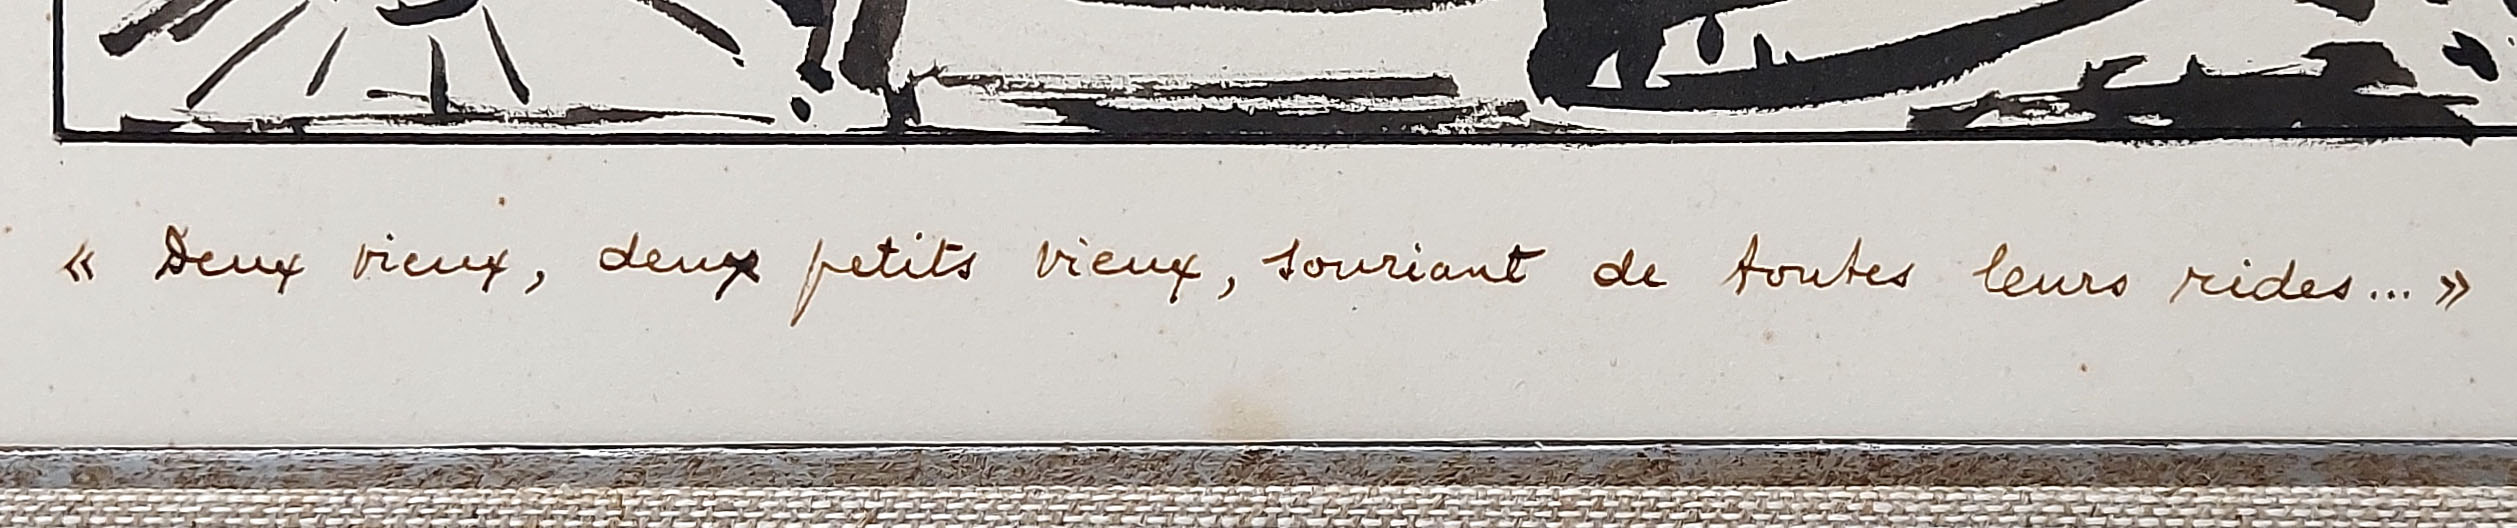 « Deux vieux, deux petits vieux, souriant de toutes leurs rides... »